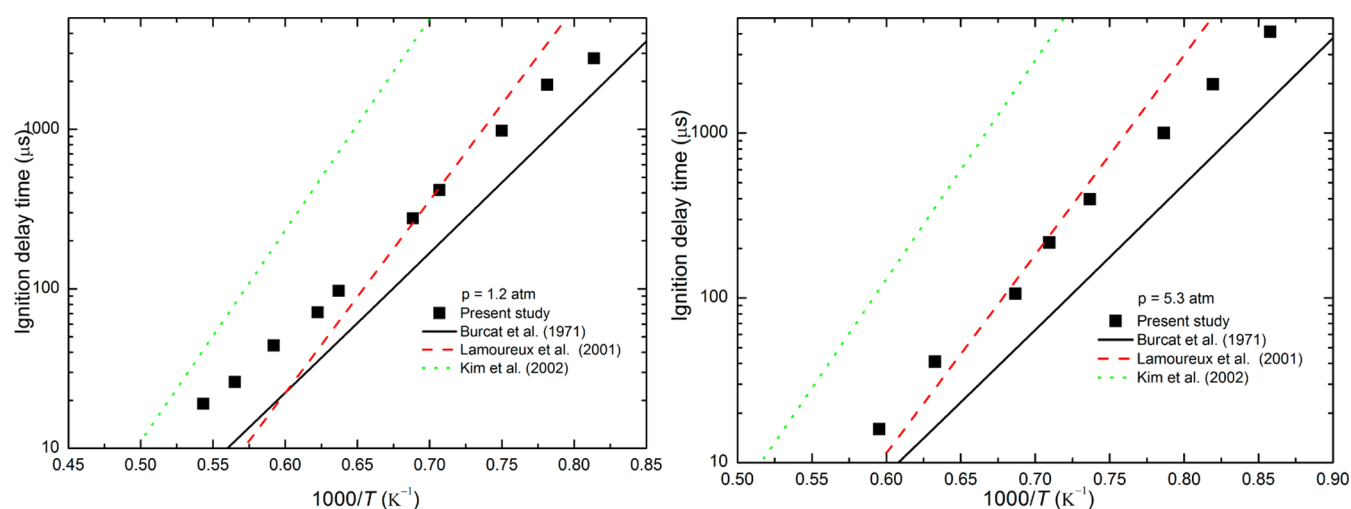 Ignition delay time (μs)
1000
100
10
p = 1.2 atm
Present study
Burcat et al. (1971)
Lamoureux et al. (2001)
Kim et al. (2002)
0.45 0.50 0.55 0.60 0.65 0.70 0.75 0.80 0.85
1000/T (K⁻¹)
Ignition delay time (μs)
1000
100
10
p = 5.3 atm
Present study
Burcat et al. (1971)
Lamoureux et al. (2001)
Kim et al. (2002)
0.50 0.55 0.60 0.65 0.70 0.75 0.80 0.85 0.90
1000/T (K⁻¹)